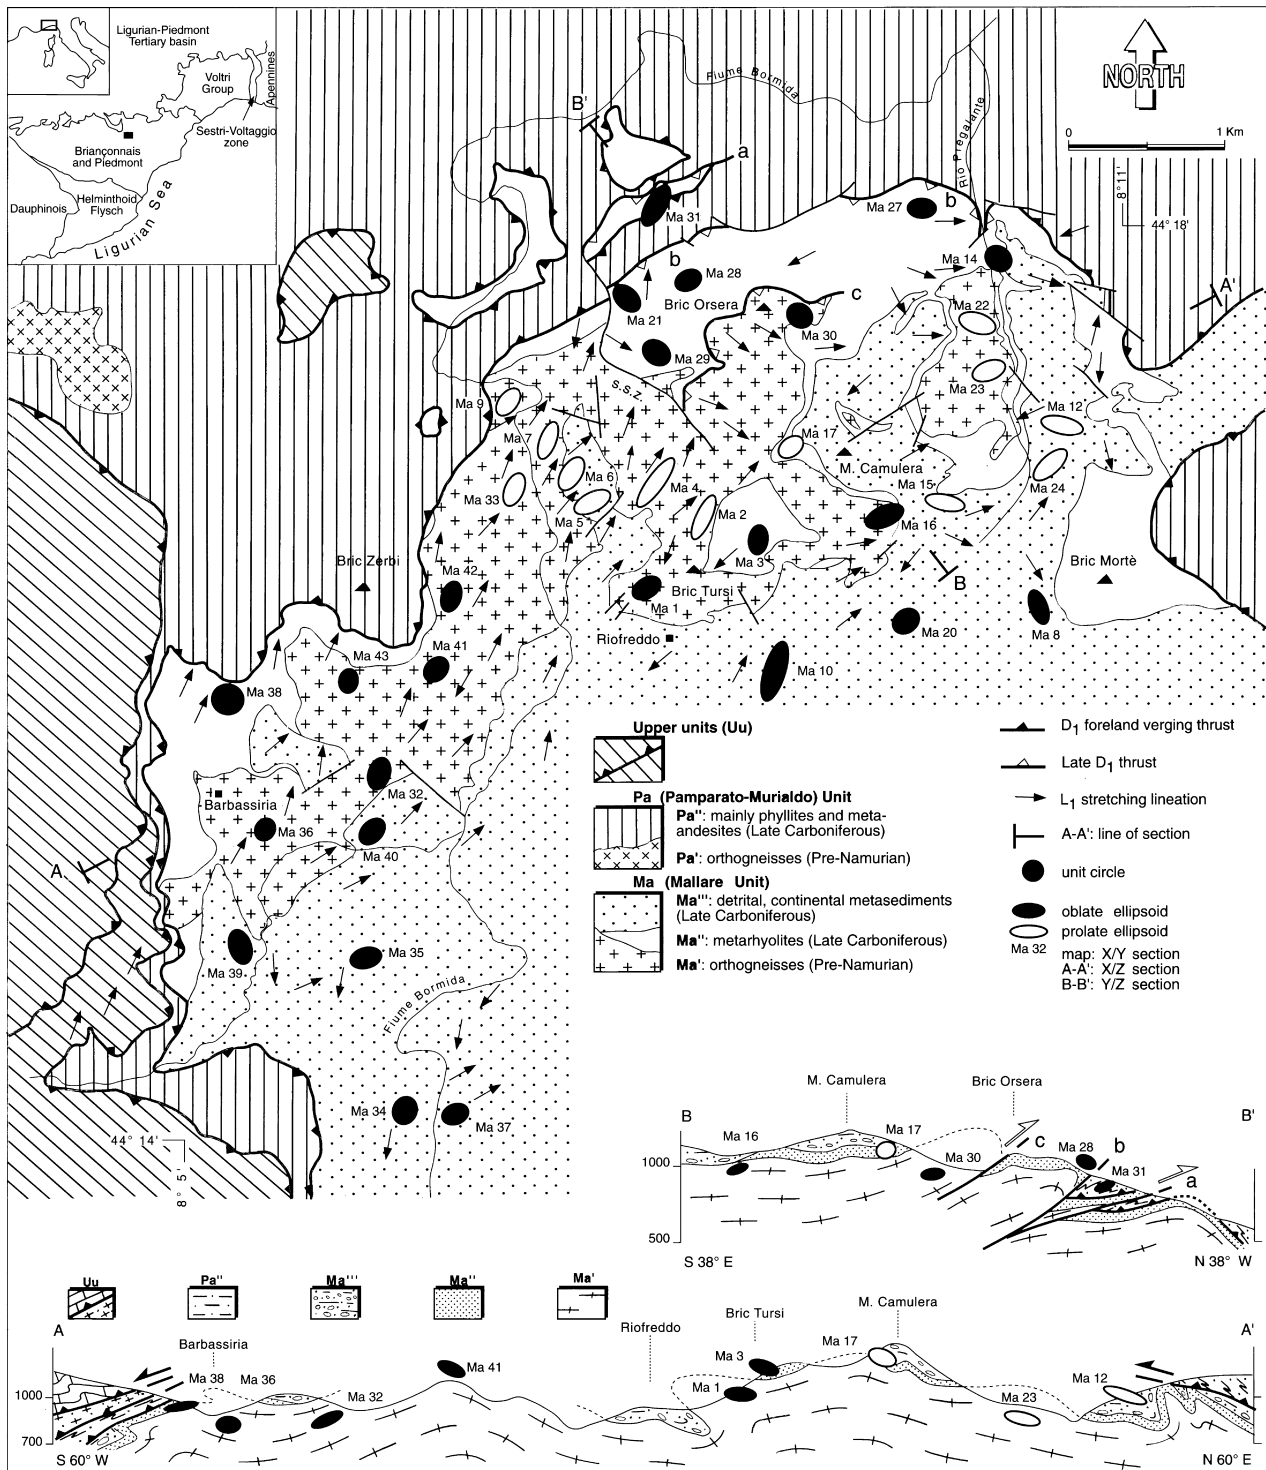 Ligurian-Piedmont
Tertiary basin
Voltri
Group
Apennines
Sestri-Voltaggio
zone
Briançonnais
and Piedmont
Dauphinois
Helminthoid
Flysch
Ligurian Sea
NORTH
0 1 Km
8° 11'
44° 18'
Fiume Bormida
Rio Pregalante
B'
a
Ma 31
Ma 27
b
b
Ma 28
Ma 14
A'
Bric Orsera
c
Ma 21
Ma 22
Ma 30
Ma 29
s.s.z.
Ma 23
Ma 9
Ma 12
Ma 7
Ma 17
M. Camulera
Ma 6
Ma 4
Ma 15
Ma 24
Ma 33
Ma 5
Ma 2
Ma 16
Bric Zerbi
Ma 3
Bric Mortè
Ma 42
B
Bric Tursi
Ma 1
Riofreddo
Ma 20
Ma 8
Ma 43
Ma 41
Ma 10
Ma 38
Barbassiria
Ma 32
Ma 36
Ma 40
A
Ma 35
Ma 39
Fiume Bormida
Ma 34
Ma 37
44° 14'
8° 5'
Upper units (Uu)
Pa (Pamparato-Murialdo) Unit
Pa'': mainly phyllites and meta-
andesites (Late Carboniferous)
Pa': orthogneisses (Pre-Namurian)
Ma (Mallare Unit)
Ma''': detrital, continental metasediments
(Late Carboniferous)
Ma'': metarhyolites (Late Carboniferous)
Ma': orthogneisses (Pre-Namurian)
D1 foreland verging thrust
Late D1 thrust
L1 stretching lineation
A-A': line of section
unit circle
oblate ellipsoid
prolate ellipsoid
Ma 32 map: X/Y section
A-A': X/Z section
B-B': Y/Z section
M. Camulera
Bric Orsera
B
B'
Ma 16
Ma 17
Ma 30
c
Ma 28
b
Ma 31
a
1000
500
S 38° E
N 38° W
Uu
Pa''
Ma'''
Ma''
Ma'
A
A'
Barbassiria
Riofreddo
Bric Tursi
M. Camulera
Ma 38
Ma 36
Ma 32
Ma 41
Ma 3
Ma 1
Ma 17
Ma 23
Ma 12
1000
700
S 60° W
N 60° E